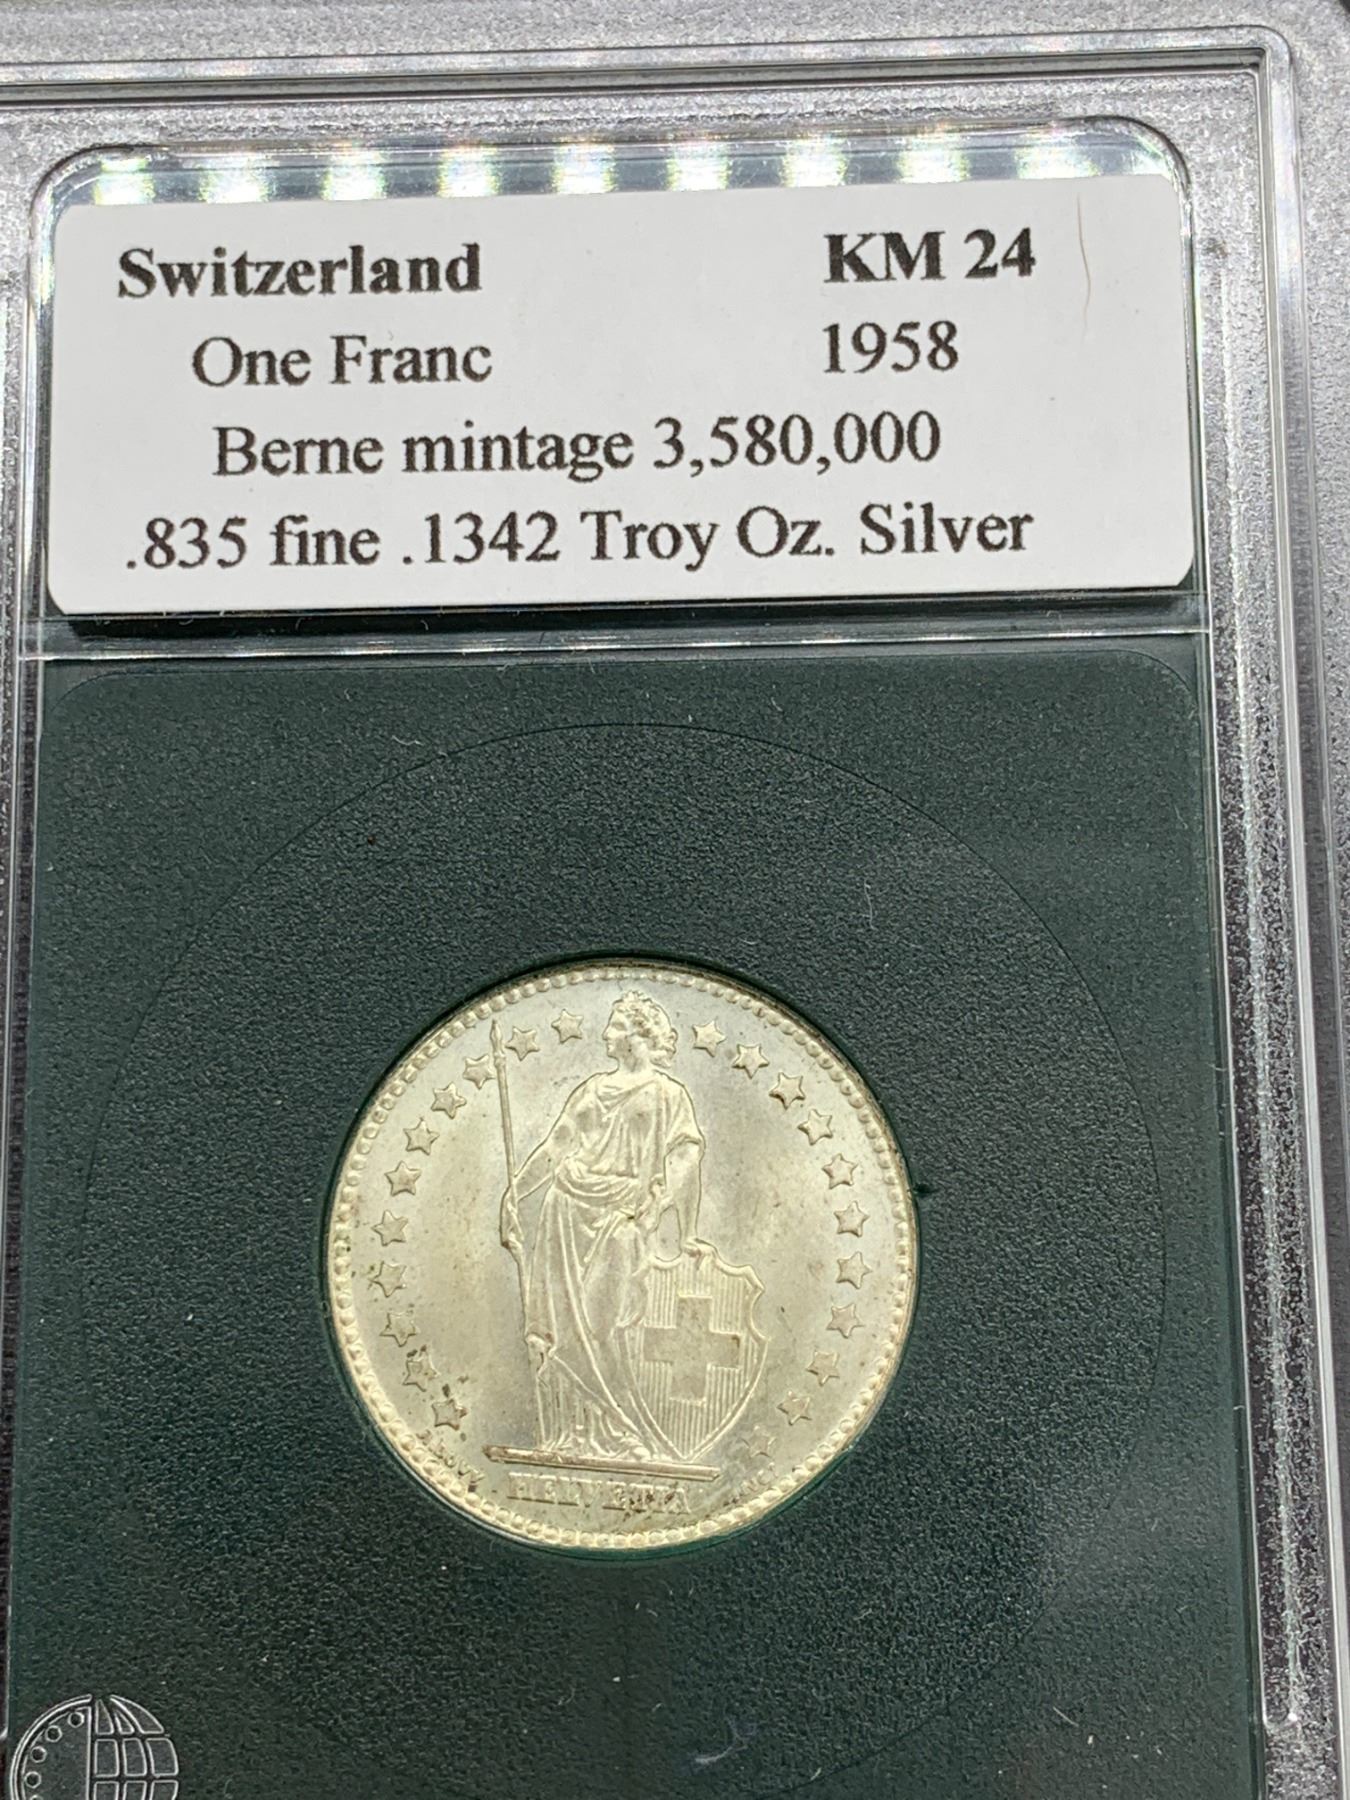 Switzerland KM 24
One Franc 1958
Berne mintage 3,580,000
.835 fine .1342 Troy Oz. Silver
HELVETIA